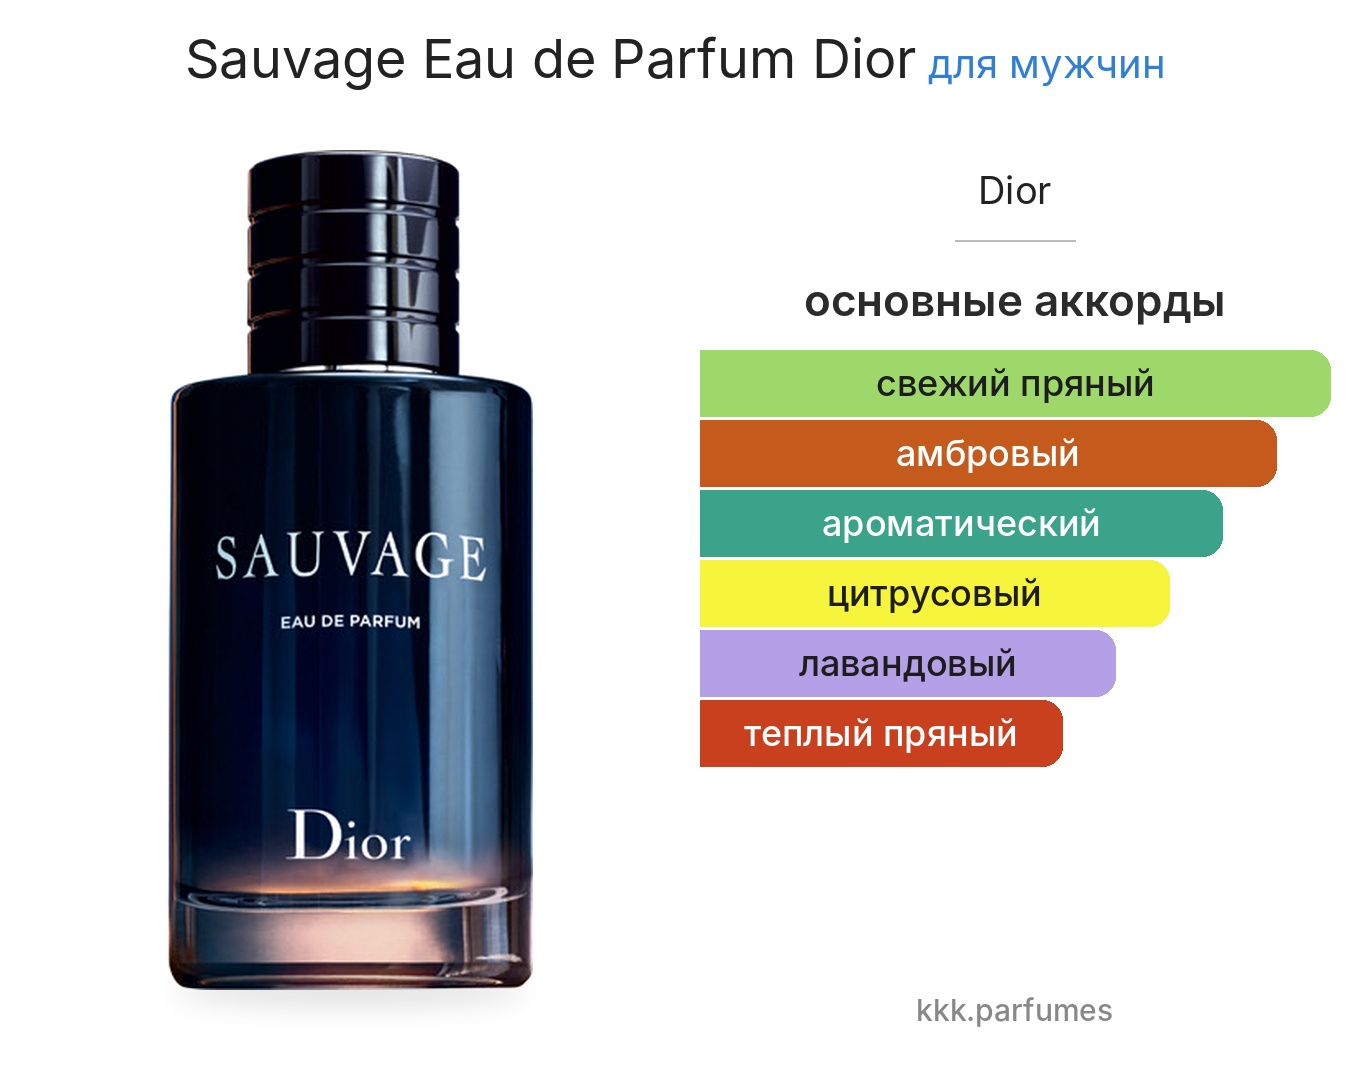 Sauvage Eau de Parfum Dior для мужчин
SAUVAGE
EAU DE PARFUM
Dior
Dior
основные аккорды
свежий пряный
амбровый
ароматический
цитрусовый
лавандовый
теплый пряный
kkk.parfumes